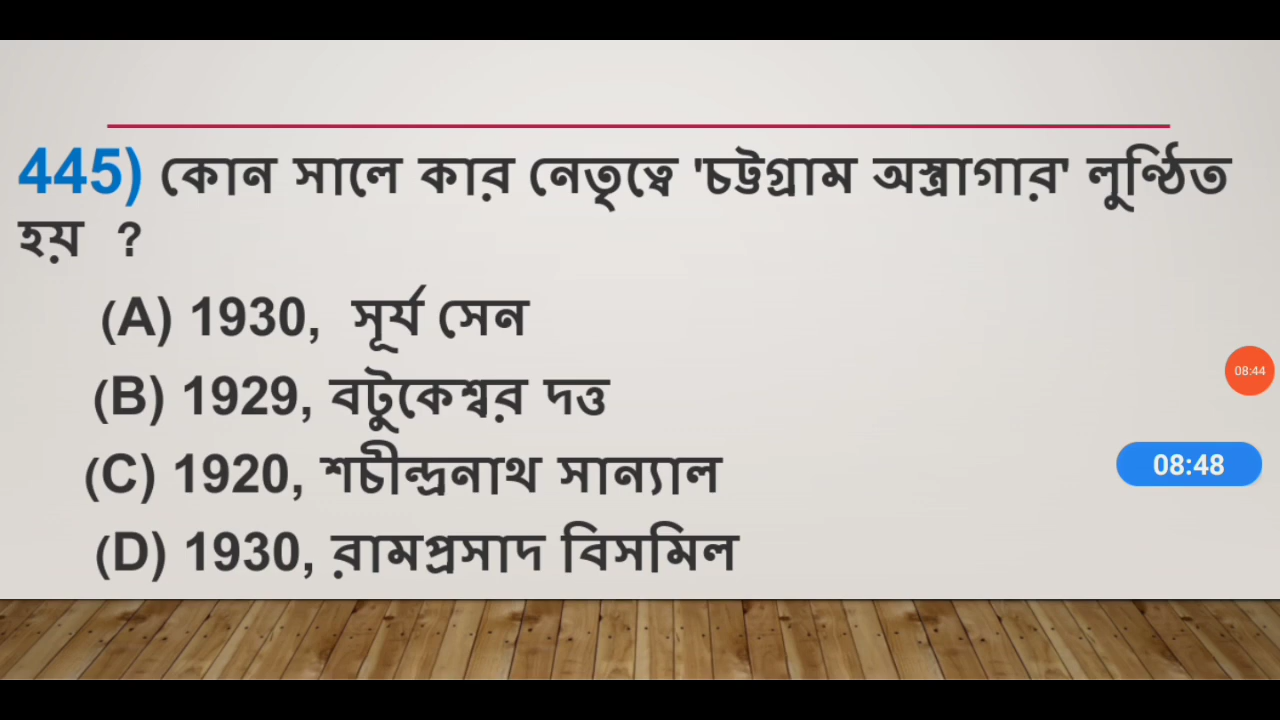 445) কোন সালে কার নেতৃত্বে 'চট্টগ্রাম অস্ত্রাগার' লুণ্ঠিত
হয় ?
(A) 1930, সূর্য সেন
(B) 1929, বটুকেশ্বর দত্ত
(C) 1920, শচীন্দ্রনাথ সান্যাল
(D) 1930, রামপ্রসাদ বিসমিল
08:44
08:48